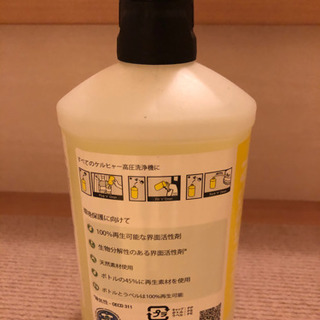 すべてのケルヒャー高圧洗浄機に
環境保護に向けて
100%再生可能な界面活性剤
生物分解性のある界面活性剤*
天然素材使用
ボトルの45%に再生素材を使用
ボトルとラベルは100%再生可能